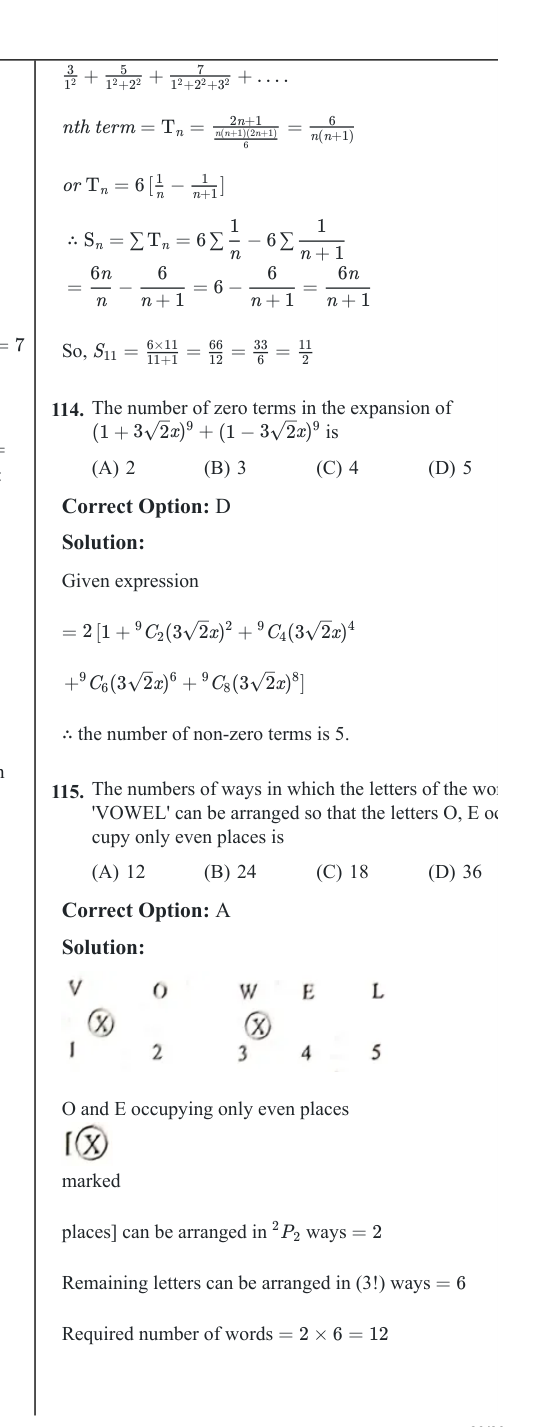 3/1² + 5/(1²+2²) + 7/(1²+2²+3²) + ....
nth term = Tₙ = (2n+1)/(n(n+1)(2n+1)/6) = 6/(n(n+1))
or Tₙ = 6 [1/n − 1/(n+1)]
∴ Sₙ = ∑ Tₙ = 6 ∑ 1/n − 6 ∑ 1/(n + 1)
= 6n/n − 6/(n + 1) = 6 − 6/(n + 1) = 6n/(n + 1)
= 7
So, S₁₁ = (6×11)/(11+1) = 66/12 = 33/6 = 11/2
114. The number of zero terms in the expansion of
(1 + 3√2x)⁹ + (1 − 3√2x)⁹ is
(A) 2 (B) 3 (C) 4 (D) 5
Correct Option: D
Solution:
Given expression
= 2 [1 + ⁹C₂(3√2x)² + ⁹C₄(3√2x)⁴
+⁹C₆(3√2x)⁶ + ⁹C₈(3√2x)⁸]
∴ the number of non-zero terms is 5.
115. The numbers of ways in which the letters of the wo
'VOWEL' can be arranged so that the letters O, E oc
cupy only even places is
(A) 12 (B) 24 (C) 18 (D) 36
Correct Option: A
Solution:
V O W E L
Ⓧ Ⓧ
1 2 3 4 5
O and E occupying only even places
[Ⓧ
marked
places] can be arranged in ²P₂ ways = 2
Remaining letters can be arranged in (3!) ways = 6
Required number of words = 2 × 6 = 12